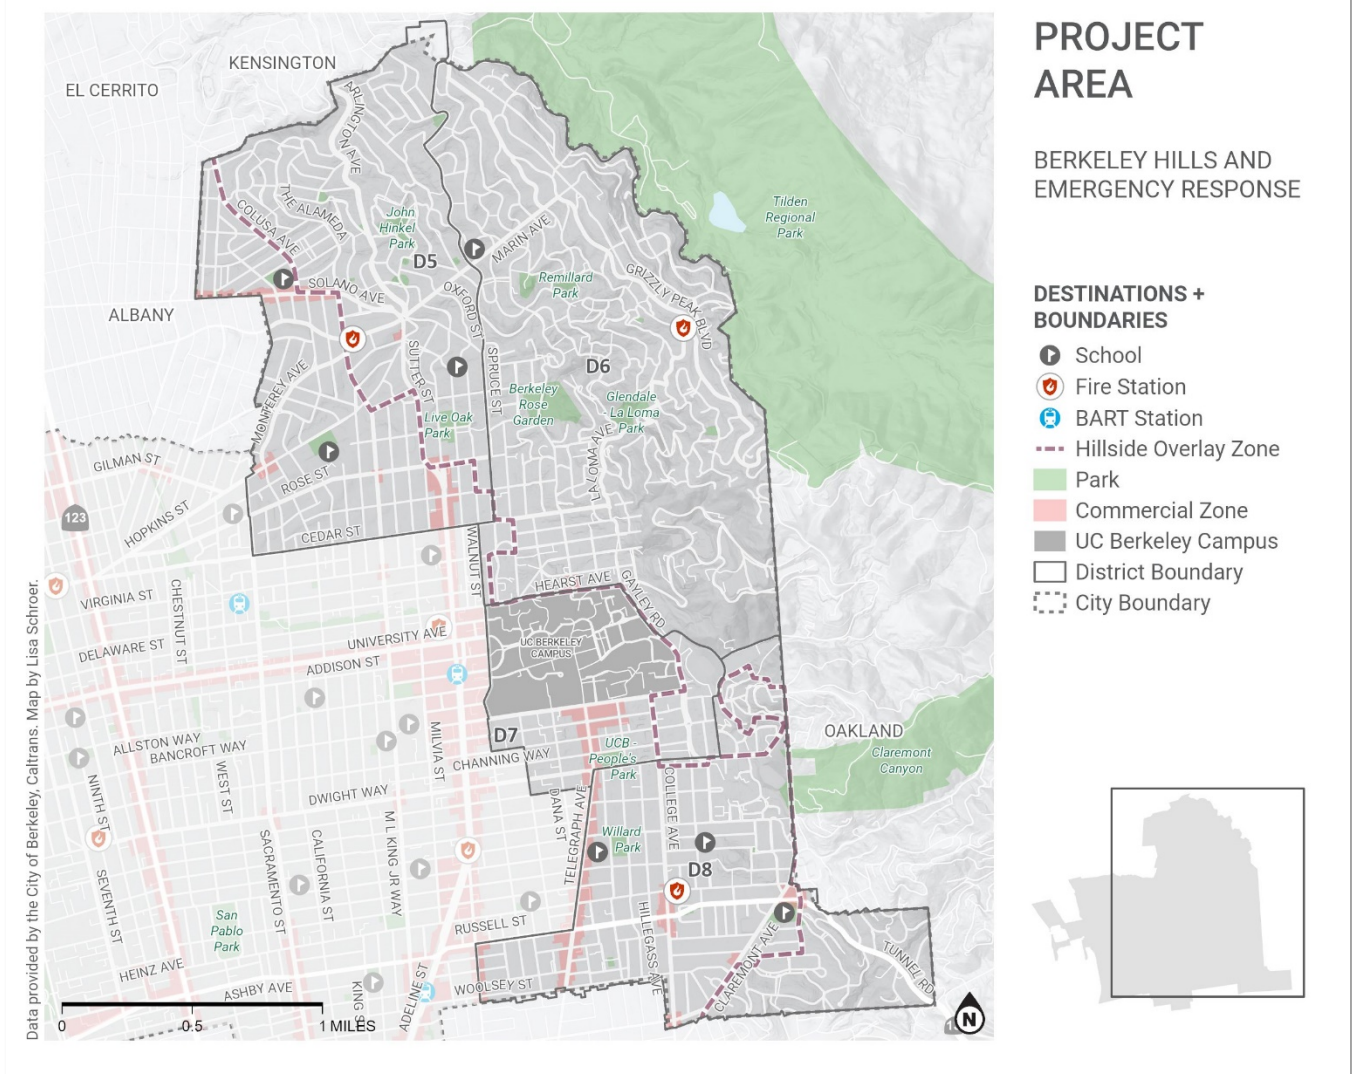 PROJECT
AREA
BERKELEY HILLS AND
EMERGENCY RESPONSE
DESTINATIONS +
BOUNDARIES
School
Fire Station
BART Station
Hillside Overlay Zone
Park
Commercial Zone
UC Berkeley Campus
District Boundary
City Boundary
KENSINGTON
EL CERRITO
ARLINGTON AVE
THE ALAMEDA
COLUSA AVE
John
Hinkel
Park
Tilden
Regional
Park
D5
MARIN AVE
SOLANO AVE
OXFORD ST
Remillard
Park
GRIZZLY PEAK BLVD
ALBANY
SUTTER ST
SPRUCE ST
D6
MONTEREY AVE
Berkeley
Rose
Garden
Glendale
- La Loma
Park
Live Oak
Park
LA LOMA AVE
GILMAN ST
ROSE ST
123
HOPKINS ST
CEDAR ST
WALNUT ST
HEARST AVE
GAYLEY RD
VIRGINIA ST
CHESTNUT ST
UNIVERSITY AVE
DELAWARE ST
ADDISON ST
UC BERKELEY
CAMPUS
D7
UCB -
People's
Park
OAKLAND
Claremont
Canyon
ALLSTON WAY
BANCROFT WAY
MILVIA ST
CHANNING WAY
WEST ST
NINTH ST
DWIGHT WAY
DANA ST
TELEGRAPH AVE
COLLEGE AVE
Willard
Park
D8
SACRAMENTO ST
CALIFORNIA ST
M L KING JR WAY
SEVENTH ST
San
Pablo
Park
RUSSELL ST
HILLEGASS AVE
CLAREMONT AVE
TUNNEL RD
HEINZ AVE
ASHBY AVE
KING S
ADELINE ST
WOOLSEY ST
0
0.5
1 MILES
N
Data provided by the City of Berkeley, Caltrans. Map by Lisa Schroer.